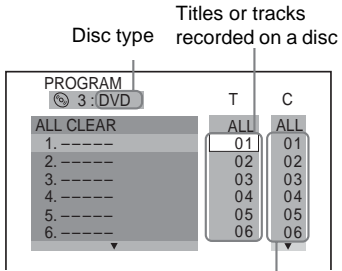 Titles or tracks
Disc type recorded on a disc
PROGRAM
3 : DVD T C
ALL CLEAR ALL ALL
1. ––––– 01 01
2. ––––– 02 02
3. ––––– 03 03
4. ––––– 04 04
5. ––––– 05 05
6. ––––– 06 06